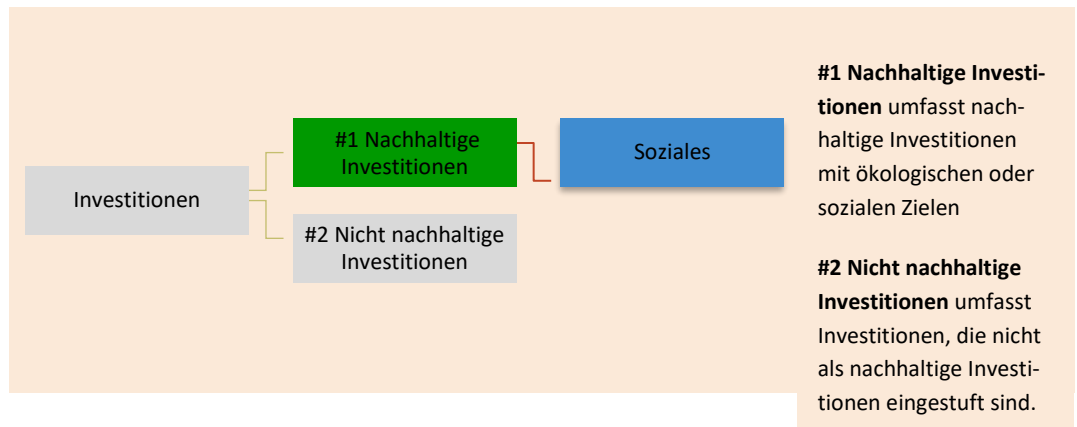 Investitionen
#1 Nachhaltige
Investitionen
Soziales
#2 Nicht nachhaltige
Investitionen
#1 Nachhaltige Investi-
tionen umfasst nach-
haltige Investitionen
mit ökologischen oder
sozialen Zielen
#2 Nicht nachhaltige
Investitionen umfasst
Investitionen, die nicht
als nachhaltige Investi-
tionen eingestuft sind.